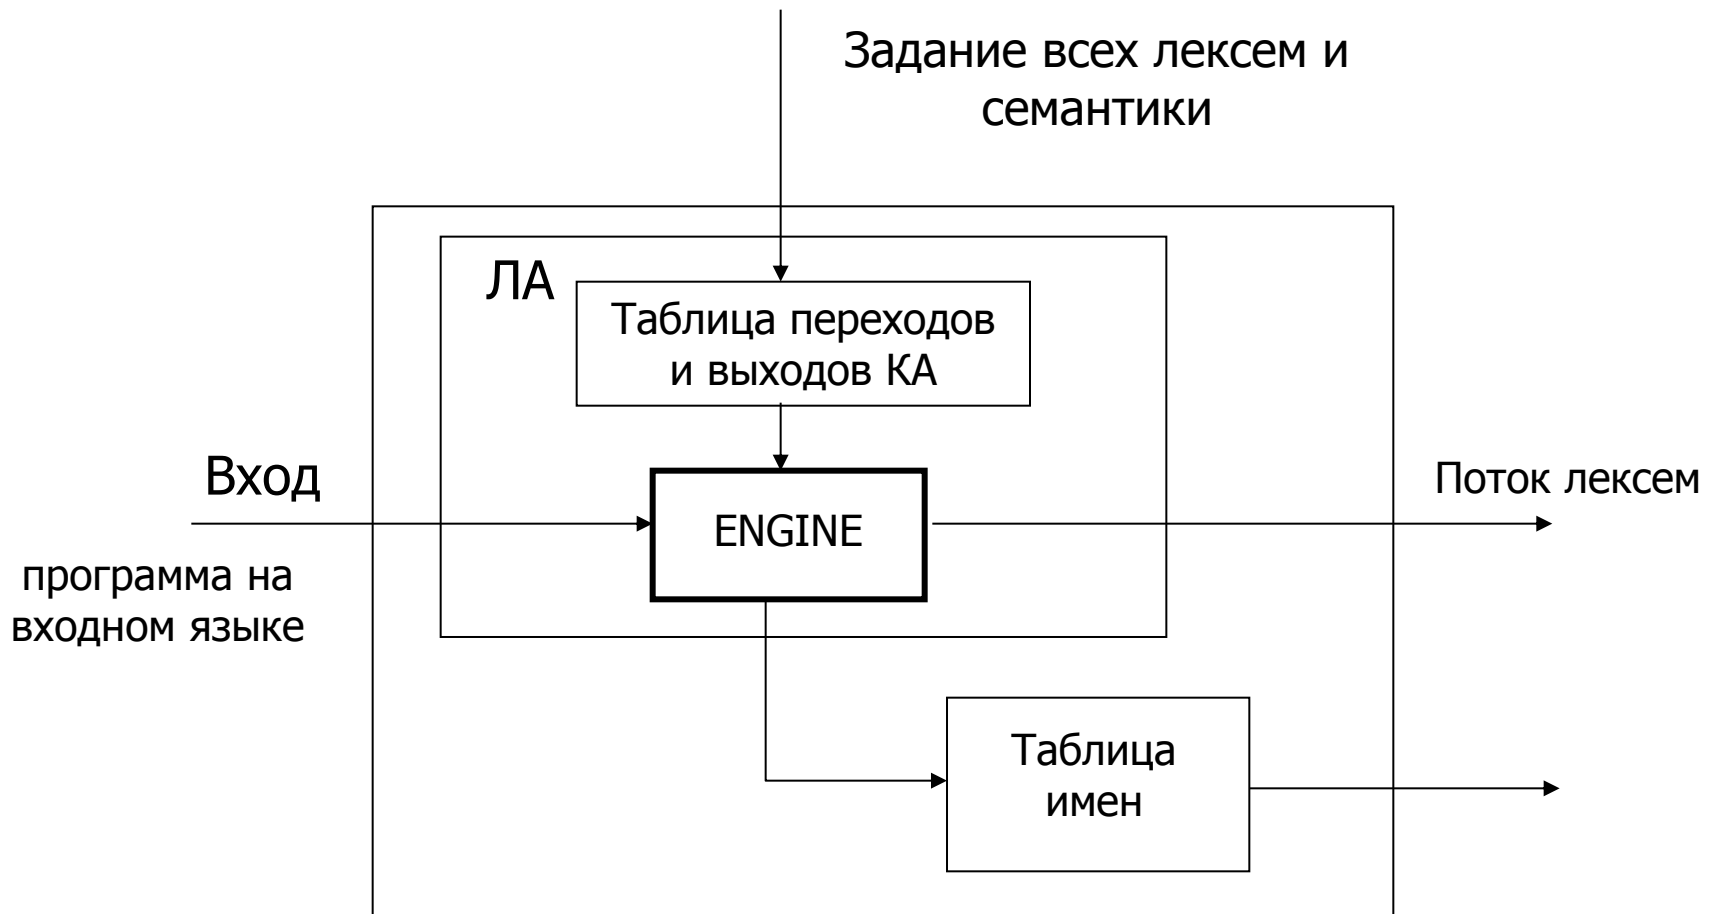 Задание всех лексем и
семантики
ЛА
Таблица переходов
и выходов КА
Вход
Поток лексем
ENGINE
программа на
входном языке
Таблица
имен